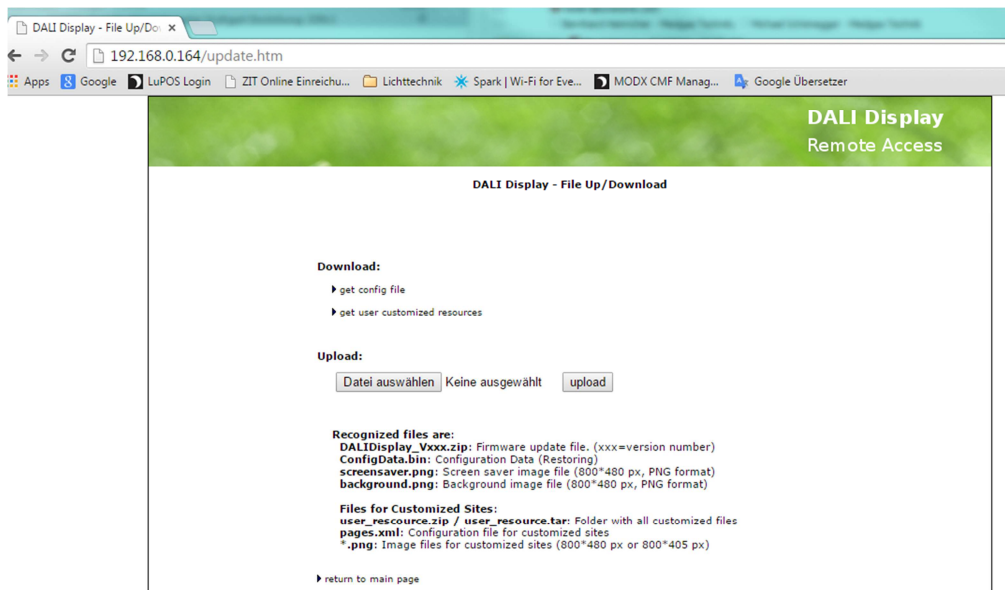 DALI Display - File Up/Do
192.168.0.164/update.htm
Apps Google LuPOS Login ZIT Online Einreichu... Lichttechnik Spark | Wi-Fi for Eve... MODX CMF Manag... Google Übersetzer
DALI Display
Remote Access
DALI Display - File Up/Download
Download:
get config file
get user customized resources
Upload:
Datei auswählen Keine ausgewählt upload
Recognized files are:
DALIDisplay_Vxxx.zip: Firmware update file. (xxx=version number)
ConfigData.bin: Configuration Data (Restoring)
screensaver.png: Screen saver image file (800*480 px, PNG format)
background.png: Background image file (800*480 px, PNG format)
Files for Customized Sites:
user_rescource.zip / user_resource.tar: Folder with all customized files
pages.xml: Configuration file for customized sites
*.png: Image files for customized sites (800*480 px or 800*405 px)
return to main page